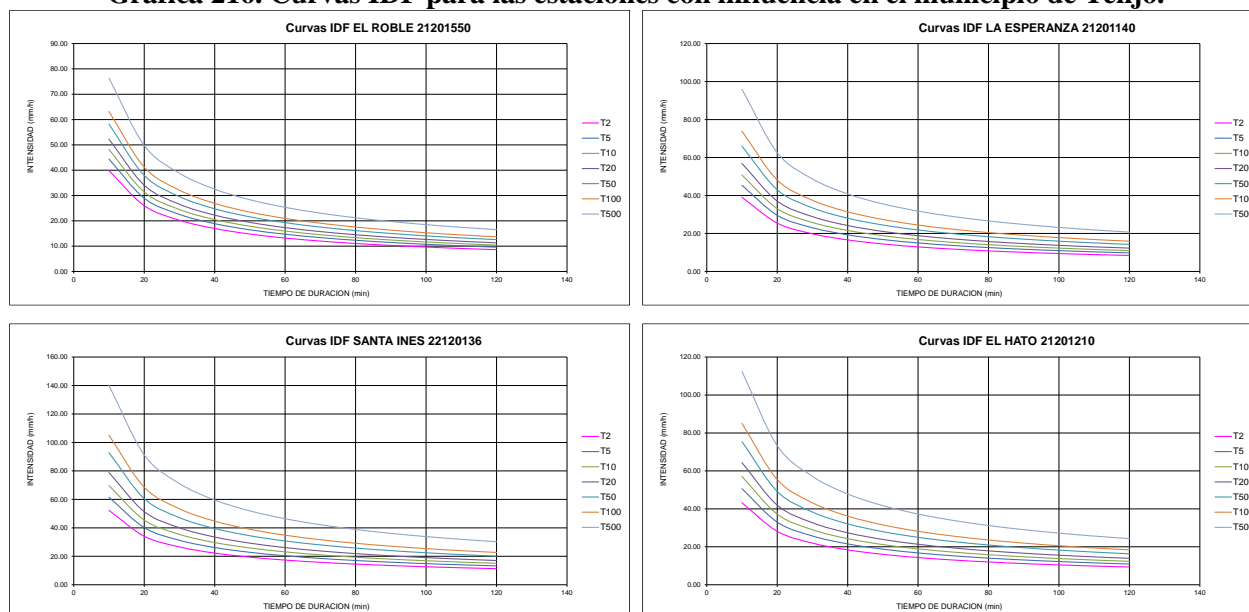 Gráfica 216. Curvas IDF para las estaciones con influencia en el municipio de Tenjo.
Curvas IDF EL ROBLE 21201550
90.00
80.00
70.00
60.00
50.00
40.00
30.00
20.00
10.00
0.00
INTENSIDAD (mm/h)
0 20 40 60 80 100 120 140
TIEMPO DE DURACION (min)
T2
T5
T10
T20
T50
T100
T500
Curvas IDF LA ESPERANZA 21201140
120.00
100.00
80.00
60.00
40.00
20.00
0.00
INTENSIDAD (mm/h)
0 20 40 60 80 100 120 140
TIEMPO DE DURACION (min)
T2
T5
T10
T20
T50
T10
T50
Curvas IDF SANTA INES 22120136
160.00
140.00
120.00
100.00
80.00
60.00
40.00
20.00
0.00
INTENSIDAD (mm/h)
0 20 40 60 80 100 120 140
TIEMPO DE DURACION (min)
T2
T5
T10
T20
T50
T100
T500
Curvas IDF EL HATO 21201210
120.00
100.00
80.00
60.00
40.00
20.00
0.00
INTENSIDAD (mm/h)
0 20 40 60 80 100 120 140
TIEMPO DE DURACION (min)
T2
T5
T10
T20
T50
T10
T50